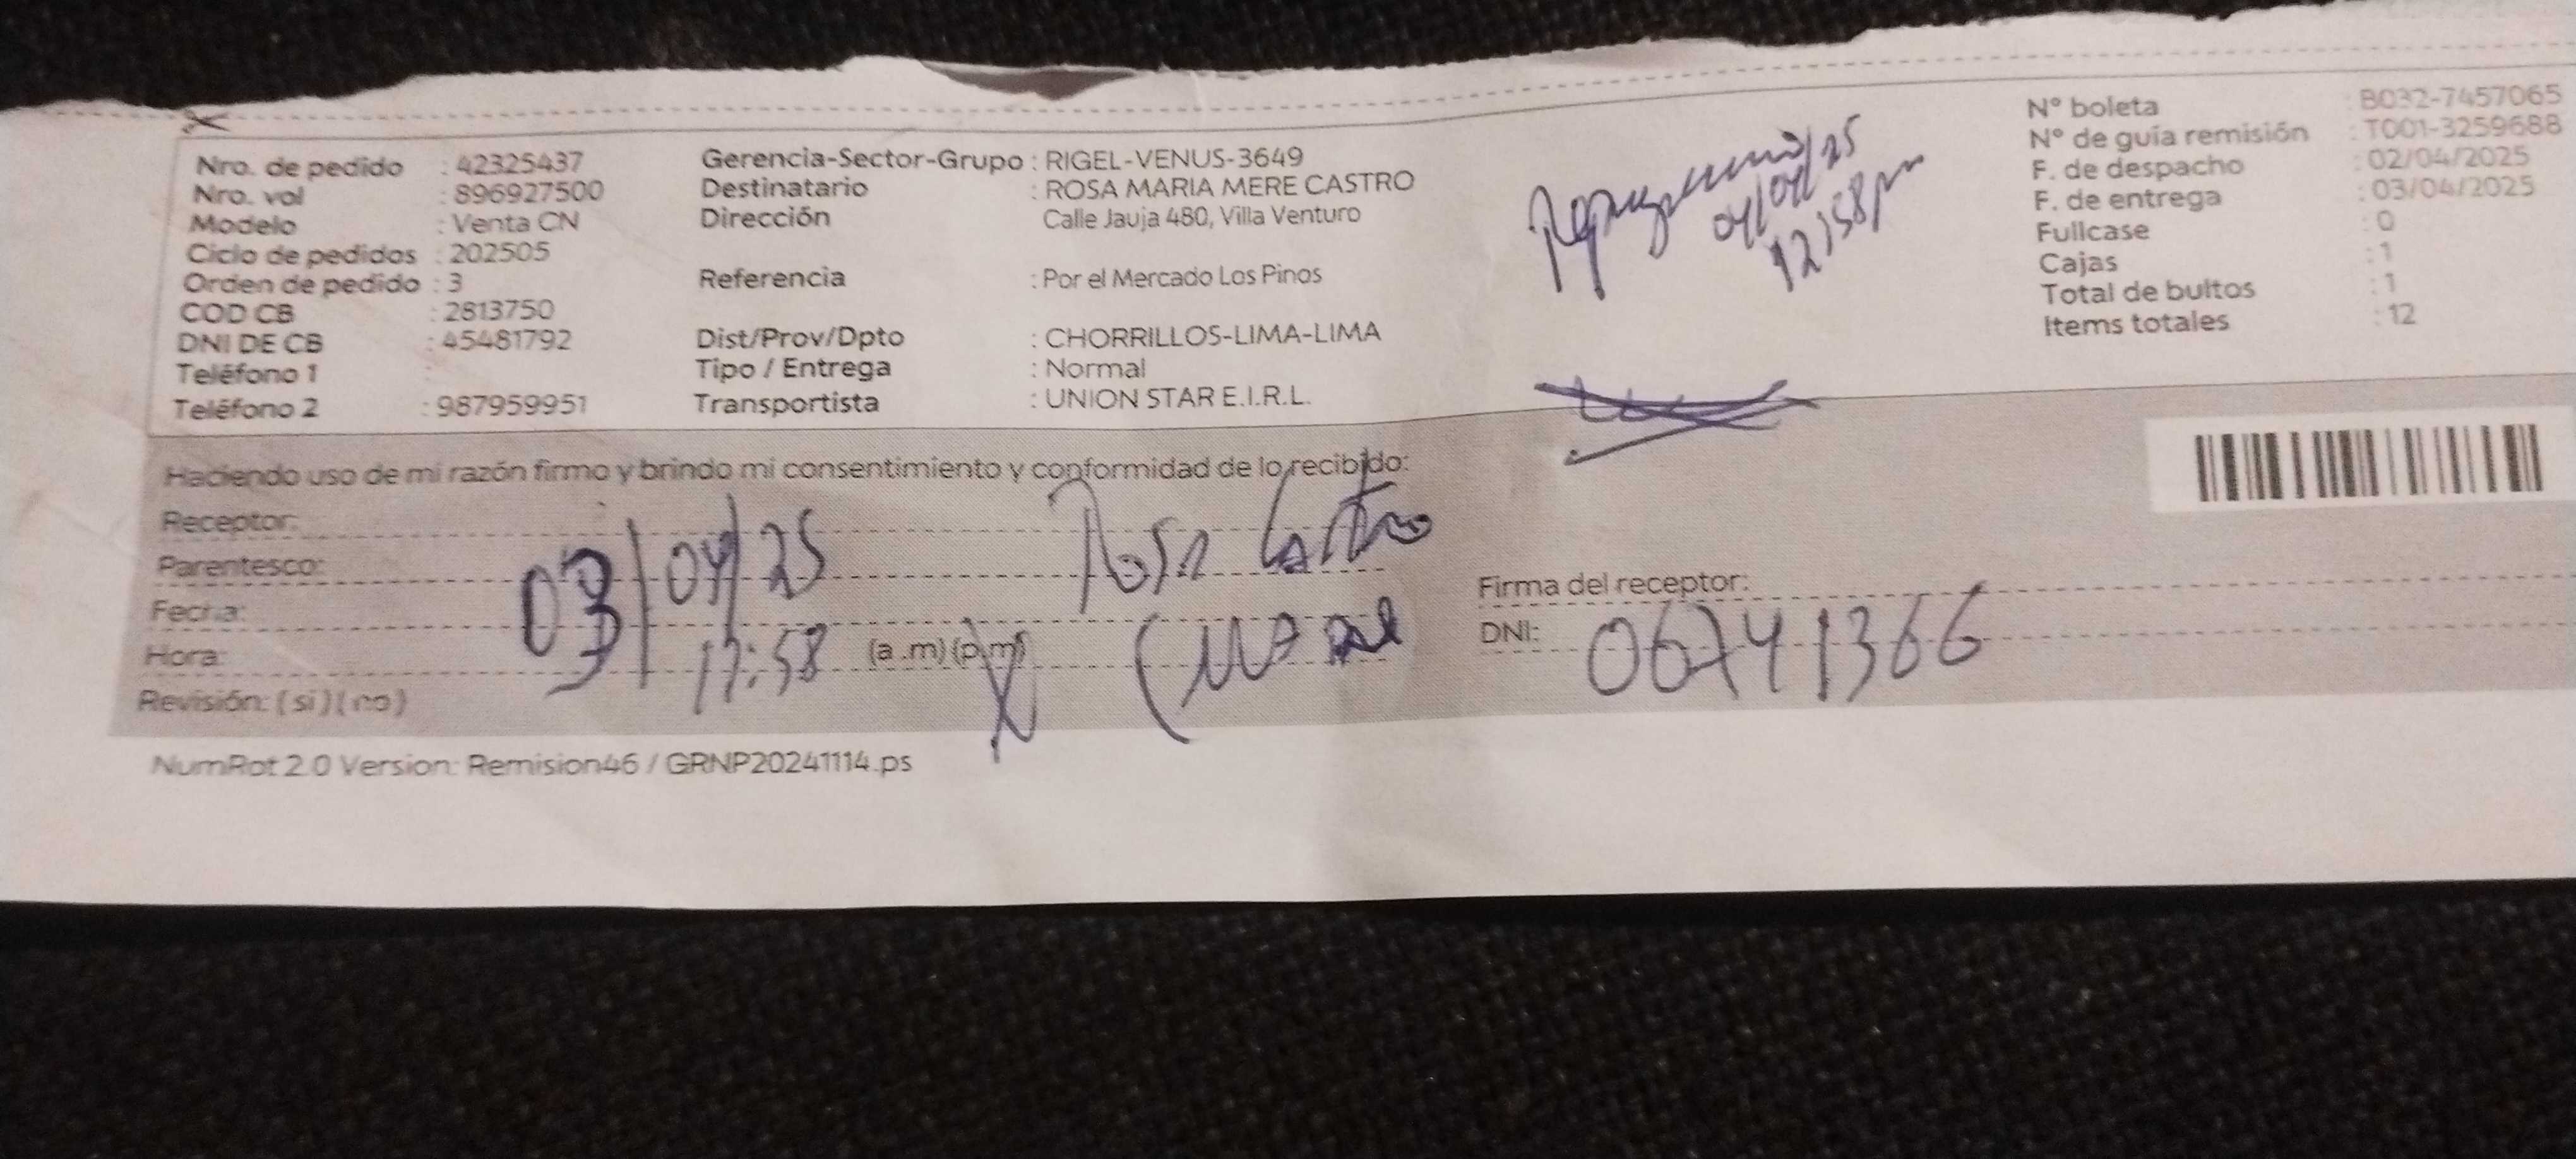 Nro. de pedido : 42325437
Nro. vol : 896927500
Modelo : Venta CN
Ciclo de pedidos : 202505
Orden de pedido : 3
COD CB : 2813750
DNI DE CB : 45481792
Teléfono 1 :
Teléfono 2 : 987959951
Gerencia-Sector-Grupo : RIGEL-VENUS-3649
Destinatario : ROSA MARIA MERE CASTRO
Dirección Calle Jauja 480, Villa Venturo
Referencia : Por el Mercado Los Pinos
Dist/Prov/Dpto : CHORRILLOS-LIMA-LIMA
Tipo / Entrega : Normal
Transportista : UNION STAR E.I.R.L.
12:58pm
N° boleta : B032-7457065
N° de guía remisión : T001-3259688
F. de despacho : 02/04/2025
F. de entrega : 03/04/2025
Fullcase : 0
Cajas : 1
Total de bultos : 1
Items totales : 12
Haciendo uso de mi razón firmo y brindo mi consentimiento y conformidad de lo recibido:
Receptor: Rosa Castro
Parentesco:
Fecha: 03/04/25
Hora: 17:58 (a.m) (p.m)
Revisión: (si) (no)
Firma del receptor:
DNI: 06741366
NumRot 2.0 Version: Remision46 / GRNP20241114.ps